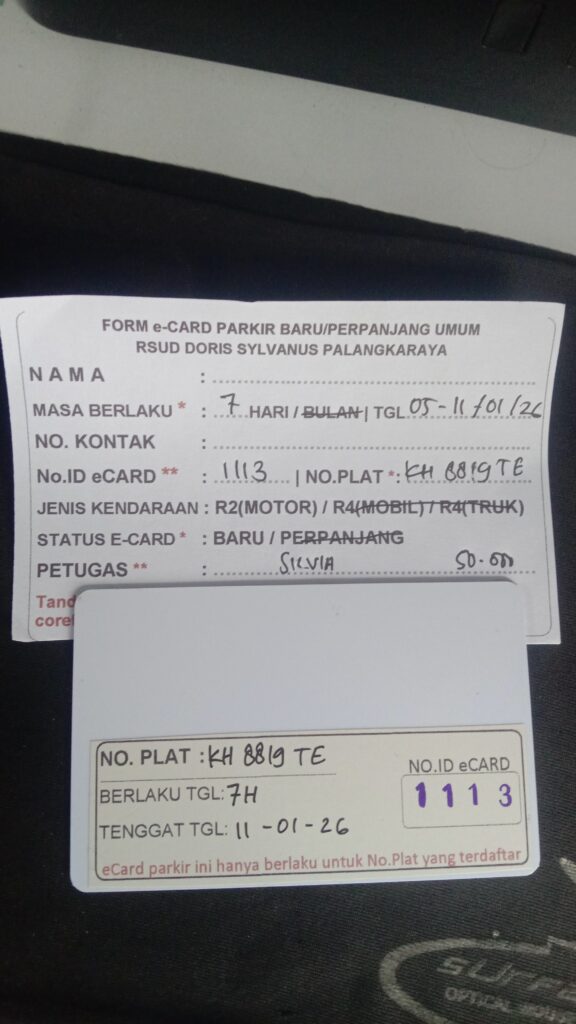 FORM e-CARD PARKIR BARU/PERPANJANG UMUM
RSUD DORIS SYLVANUS PALANGKARAYA
N A M A :
MASA BERLAKU * : 7 HARI / BULAN | TGL 05-11/01/26
NO. KONTAK :
No.ID eCARD ** : 1113 | NO.PLAT *: KH 8819 TE
JENIS KENDARAAN : R2(MOTOR) / R4(MOBIL) / R4(TRUK)
STATUS E-CARD * : BARU / PERPANJANG
PETUGAS ** : SILVIA 50.000
NO. PLAT : KH 8819 TE
NO.ID eCARD
BERLAKU TGL: 7H
1113
TENGGAT TGL: 11-01-26
eCard parkir ini hanya berlaku untuk No.Plat yang terdaftar
OPTICAL